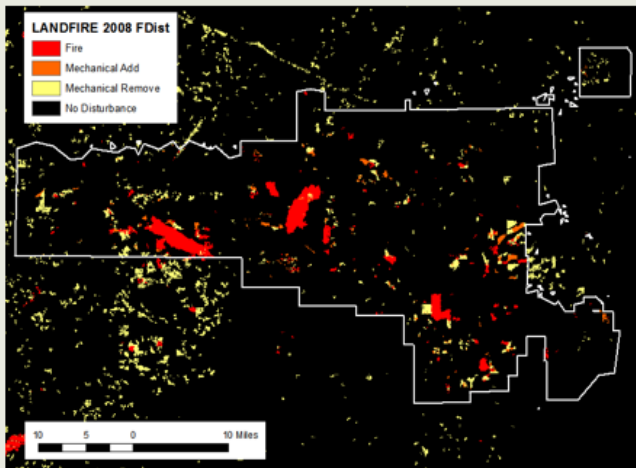 LANDFIRE 2008 FDist
Fire
Mechanical Add
Mechanical Remove
No Disturbance
10 5 0 10 Miles